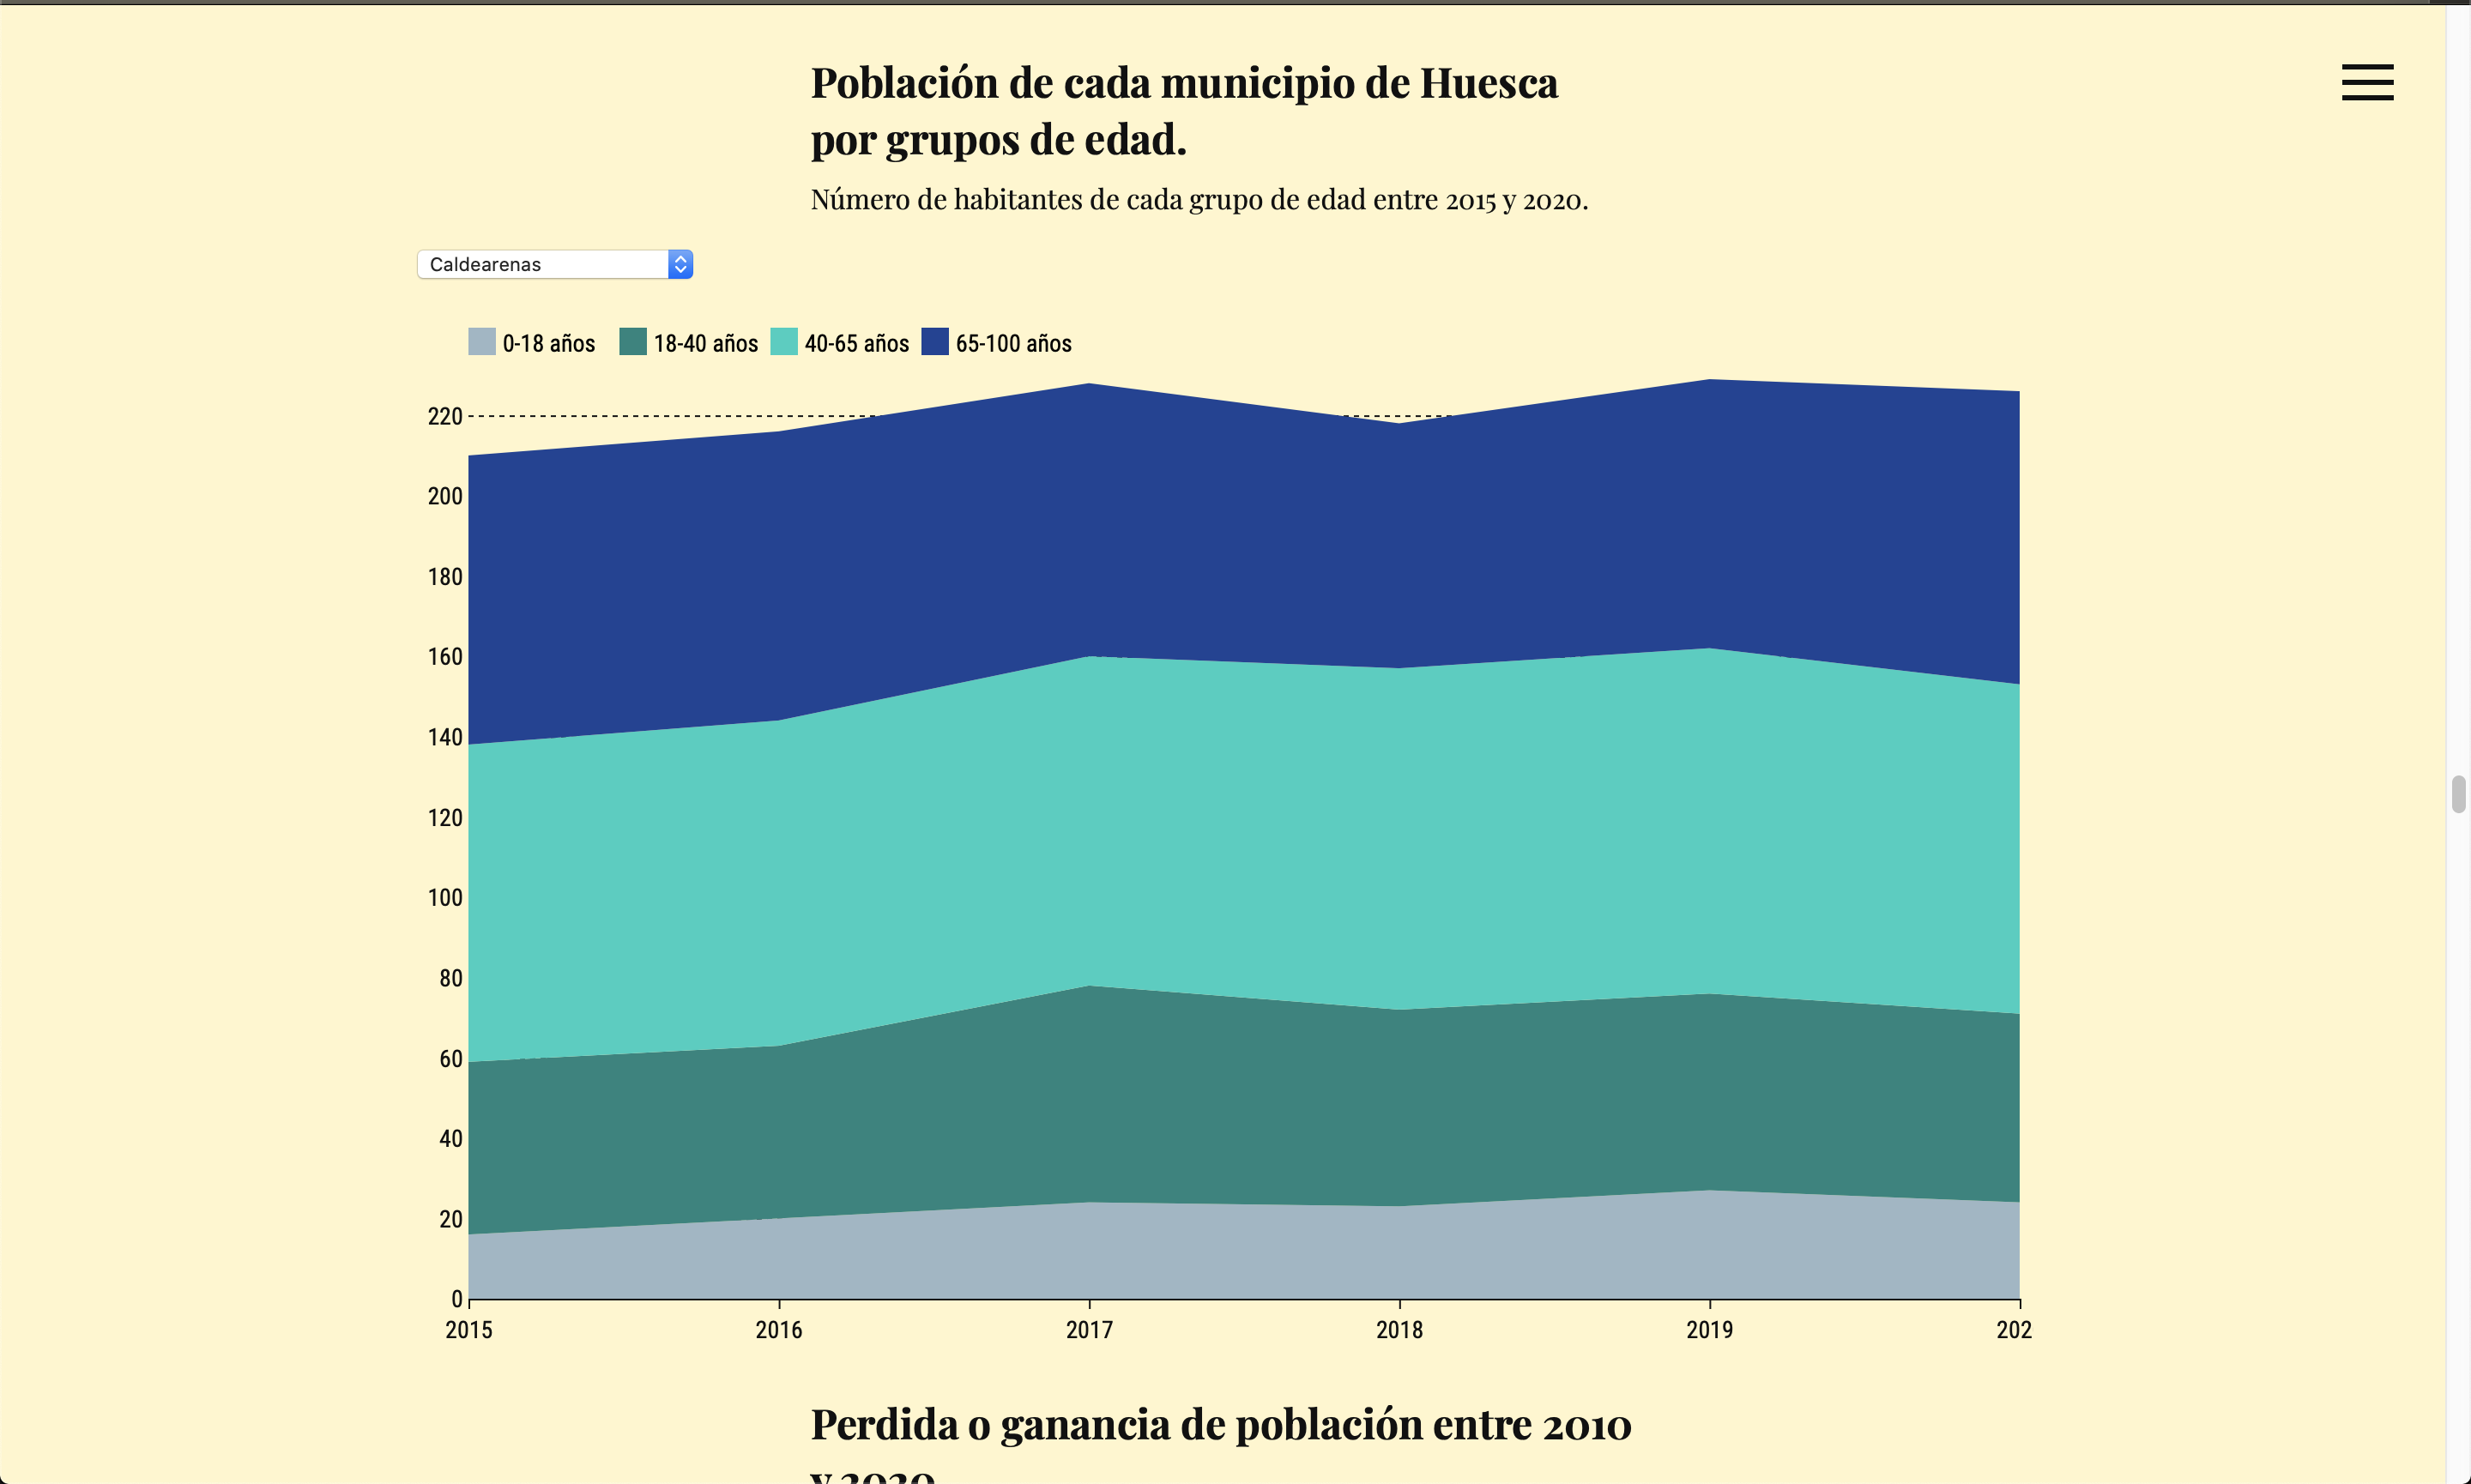 Población de cada municipio de Huesca
por grupos de edad.
Número de habitantes de cada grupo de edad entre 2015 y 2020.
Caldearenas
0-18 años 18-40 años 40-65 años 65-100 años
220
200
180
160
140
120
100
80
60
40
20
0
2015 2016 2017 2018 2019 202
Perdida o ganancia de población entre 2010
y 2020